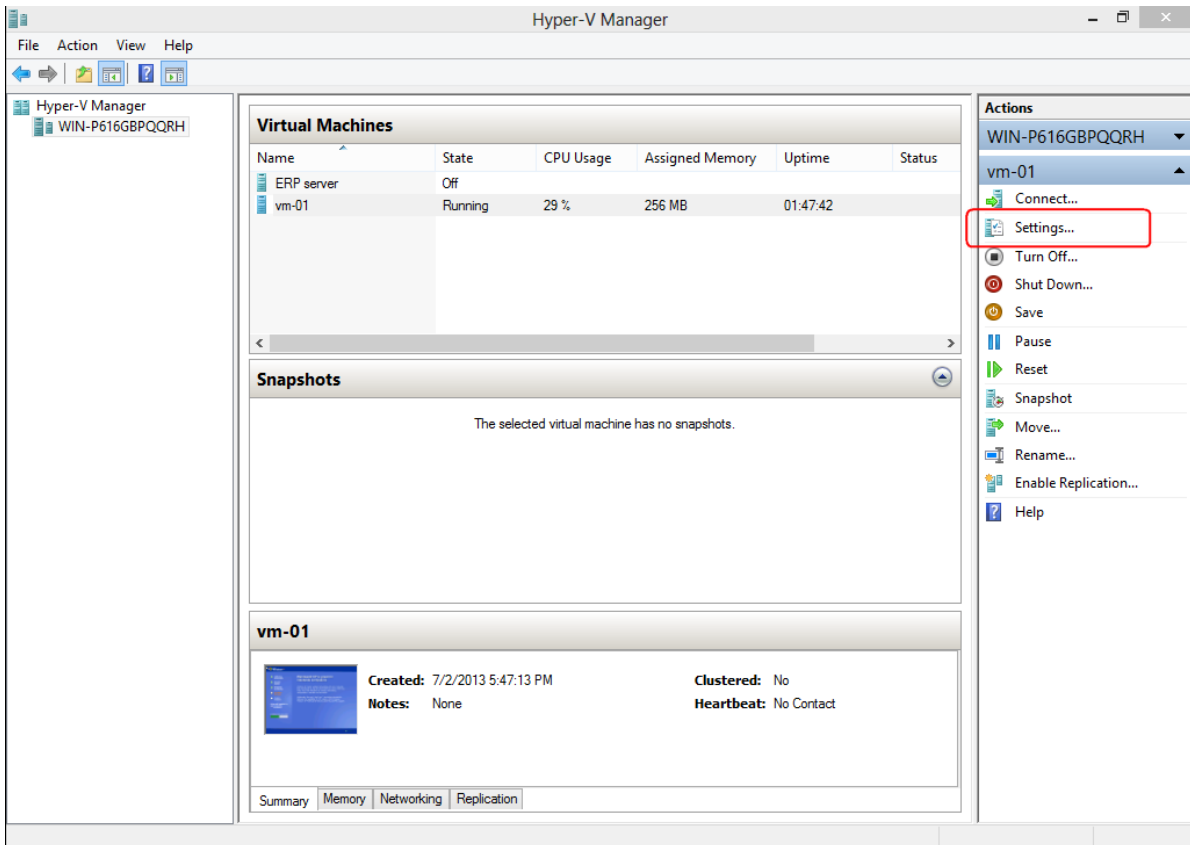 Hyper-V Manager
File Action View Help
Hyper-V Manager
WIN-P616GBPQQRH
Virtual Machines
Name State CPU Usage Assigned Memory Uptime Status
ERP server Off
vm-01 Running 29 % 256 MB 01:47:42
Snapshots
The selected virtual machine has no snapshots.
vm-01
Created: 7/2/2013 5:47:13 PM Clustered: No
Notes: None Heartbeat: No Contact
Summary Memory Networking Replication
Actions
WIN-P616GBPQQRH
vm-01
Connect...
Settings...
Turn Off...
Shut Down...
Save
Pause
Reset
Snapshot
Move...
Rename...
Enable Replication...
Help